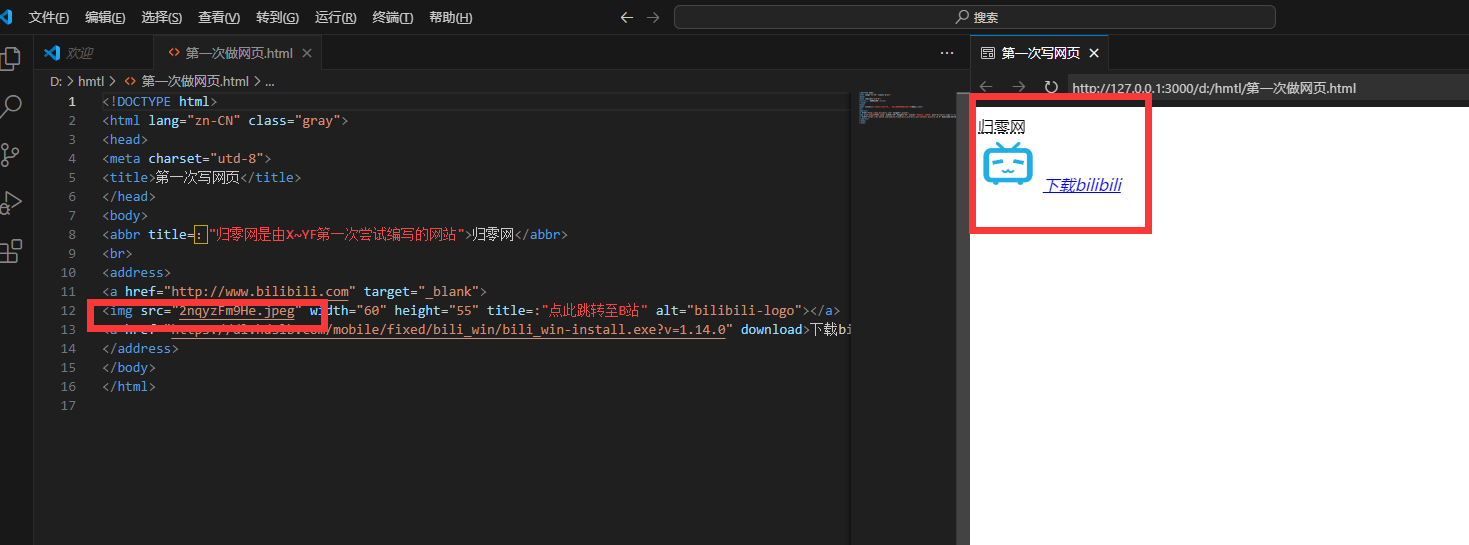 文件(F) 编辑(E) 选择(S) 查看(V) 转到(G) 运行(R) 终端(T) 帮助(H) 搜索
欢迎 第一次做网页.html
D: > hmtl > 第一次做网页.html > ...
1 <!DOCTYPE html>
2 <html lang="zn-CN" class="gray">
3 <head>
4 <meta charset="utd-8">
5 <title>第一次写网页</title>
6 </head>
7 <body>
8 <abbr title=:"归零网是由X~YF第一次尝试编写的网站">归零网</abbr>
9 <br>
10 <address>
11 <a href="http://www.bilibili.com" target="_blank">
12 <img src="2nqyzFm9He.jpeg" width="60" height="55" title=:"点此跳转至B站" alt="bilibili-logo"></a>
13 .com/mobile/fixed/bili_win/bili_win-install.exe?v=1.14.0" download>下载bi
14 </address>
15 </body>
16 </html>
17
第一次写网页
http://127.0.0.1:3000/d:/hmtl/第一次做网页.html
归零网
下载bilibili